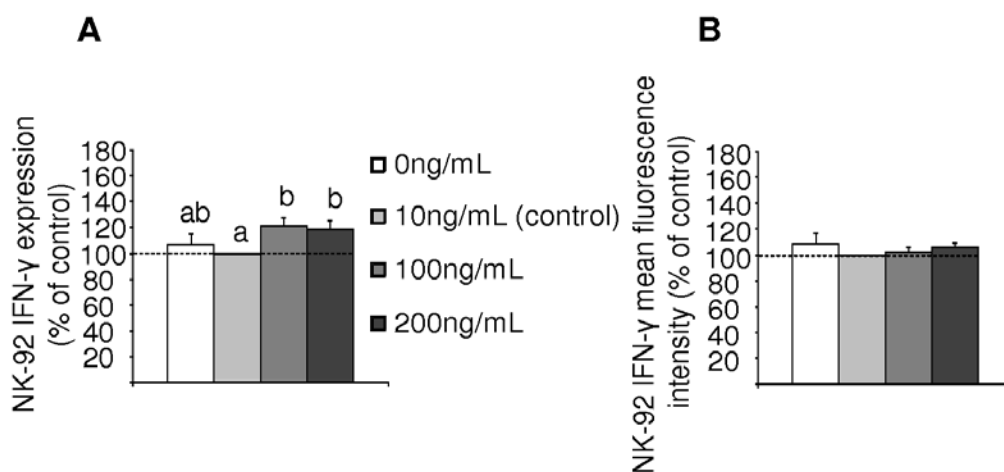 A
NK-92 IFN-γ expression
(% of control)
180
160
140
120
100
80
60
40
20
ab
a
b
b
0ng/mL
10ng/mL (control)
100ng/mL
200ng/mL
B
NK-92 IFN-γ mean fluorescence
intensity (% of control)
180
160
140
120
100
80
60
40
20